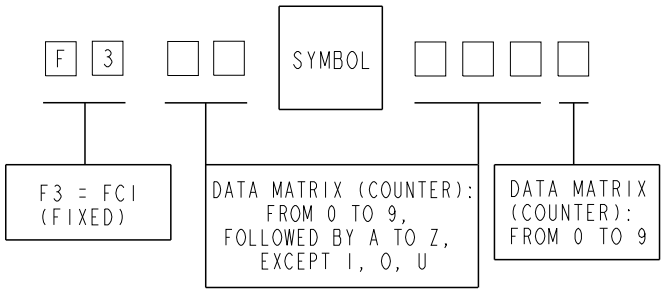 F 3 SYMBOL
F3 = FCI
(FIXED)
DATA MATRIX (COUNTER):
FROM 0 TO 9,
FOLLOWED BY A TO Z,
EXCEPT I, O, U
DATA MATRIX
(COUNTER):
FROM 0 TO 9